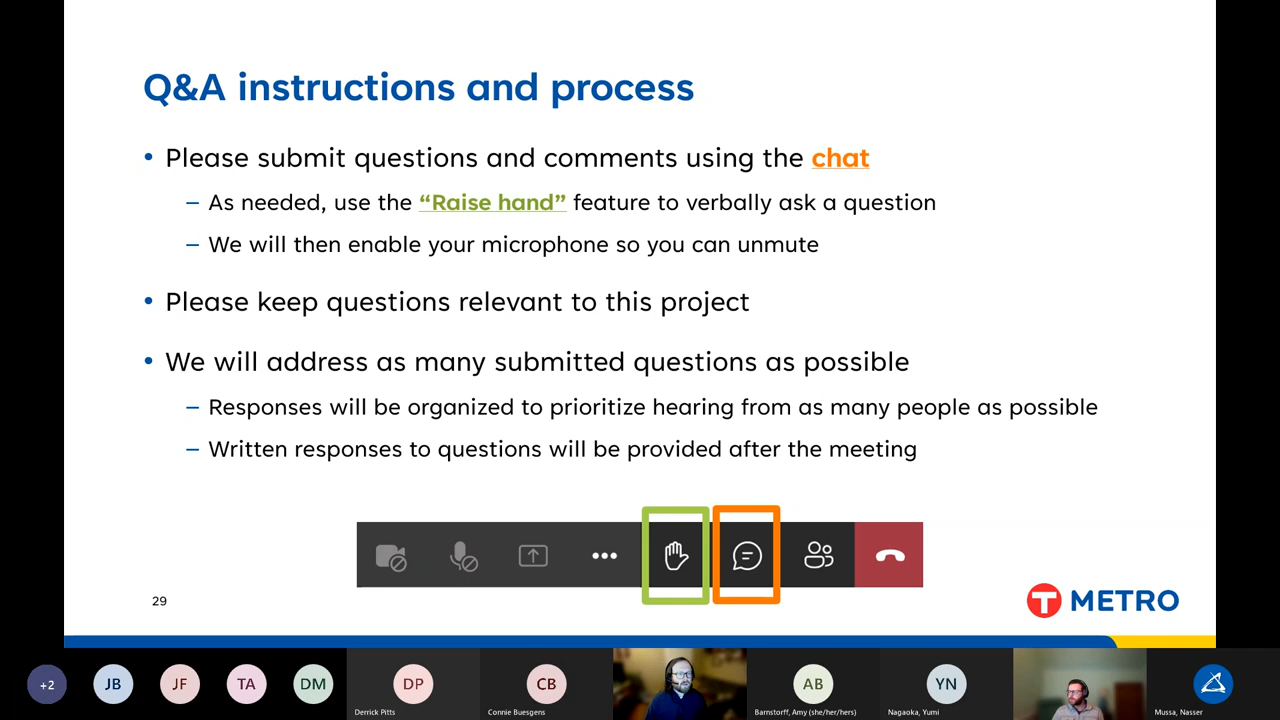 Q&A instructions and process
• Please submit questions and comments using the chat
– As needed, use the “Raise hand” feature to verbally ask a question
– We will then enable your microphone so you can unmute
• Please keep questions relevant to this project
• We will address as many submitted questions as possible
– Responses will be organized to prioritize hearing from as many people as possible
– Written responses to questions will be provided after the meeting
29
T METRO
+2
JB
JF
TA
DM
DP
Derrick Pitts
CB
Connie Buesgens
AB
Barnstorff, Amy (she/her/hers)
YN
Nagaoka, Yumi
Mussa, Nasser